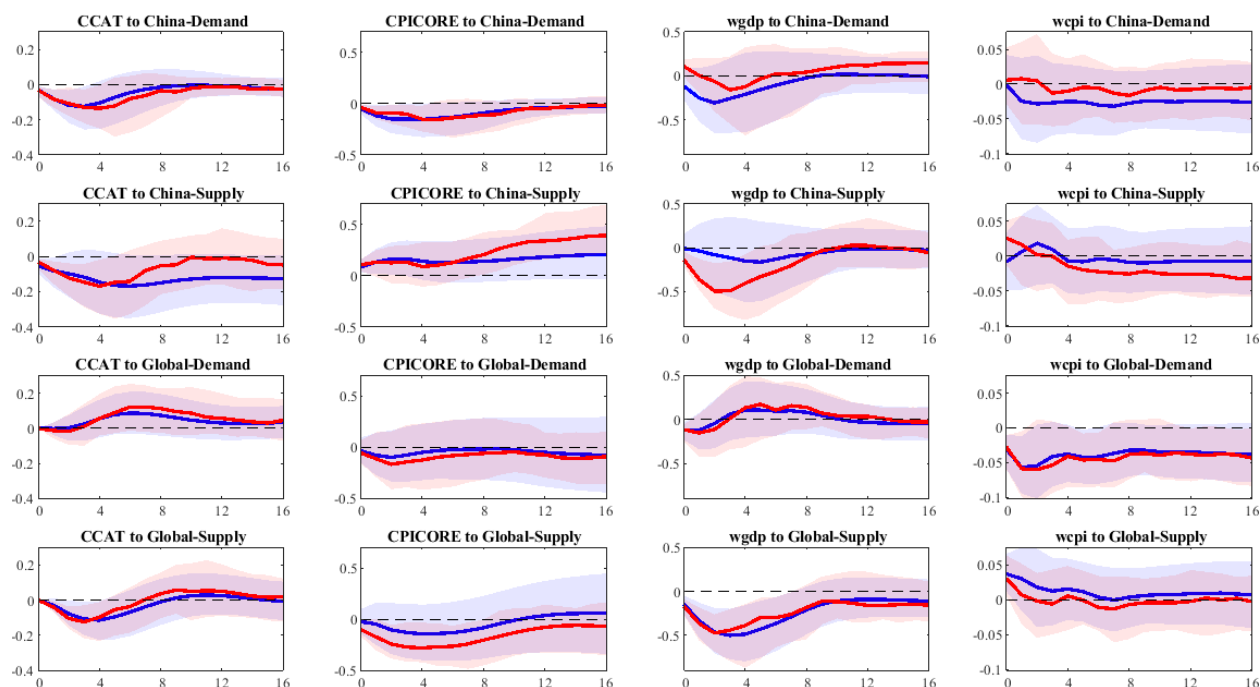 CCAT to China-Demand CPICORE to China-Demand wgdp to China-Demand wcpi to China-Demand
0.2 0.5 0.5 0.05
0 0 0 0
-0.2 -0.5 -0.05
-0.4 -0.5 -0.1
0 4 8 12 16 0 4 8 12 16 0 4 8 12 16 0 4 8 12 16
CCAT to China-Supply CPICORE to China-Supply wgdp to China-Supply wcpi to China-Supply
0.2 0.5 0.5 0.05
0 0 0 0
-0.2 -0.5 -0.05
-0.4 -0.5 -0.1
0 4 8 12 16 0 4 8 12 16 0 4 8 12 16 0 4 8 12 16
CCAT to Global-Demand CPICORE to Global-Demand wgdp to Global-Demand wcpi to Global-Demand
0.2 0.5 0.5 0.05
0 0 0 0
-0.2 -0.5 -0.05
-0.4 -0.5 -0.1
0 4 8 12 16 0 4 8 12 16 0 4 8 12 16 0 4 8 12 16
CCAT to Global-Supply CPICORE to Global-Supply wgdp to Global-Supply wcpi to Global-Supply
0.2 0.5 0.5 0.05
0 0 0 0
-0.2 -0.5 -0.05
-0.4 -0.5 -0.1
0 4 8 12 16 0 4 8 12 16 0 4 8 12 16 0 4 8 12 16